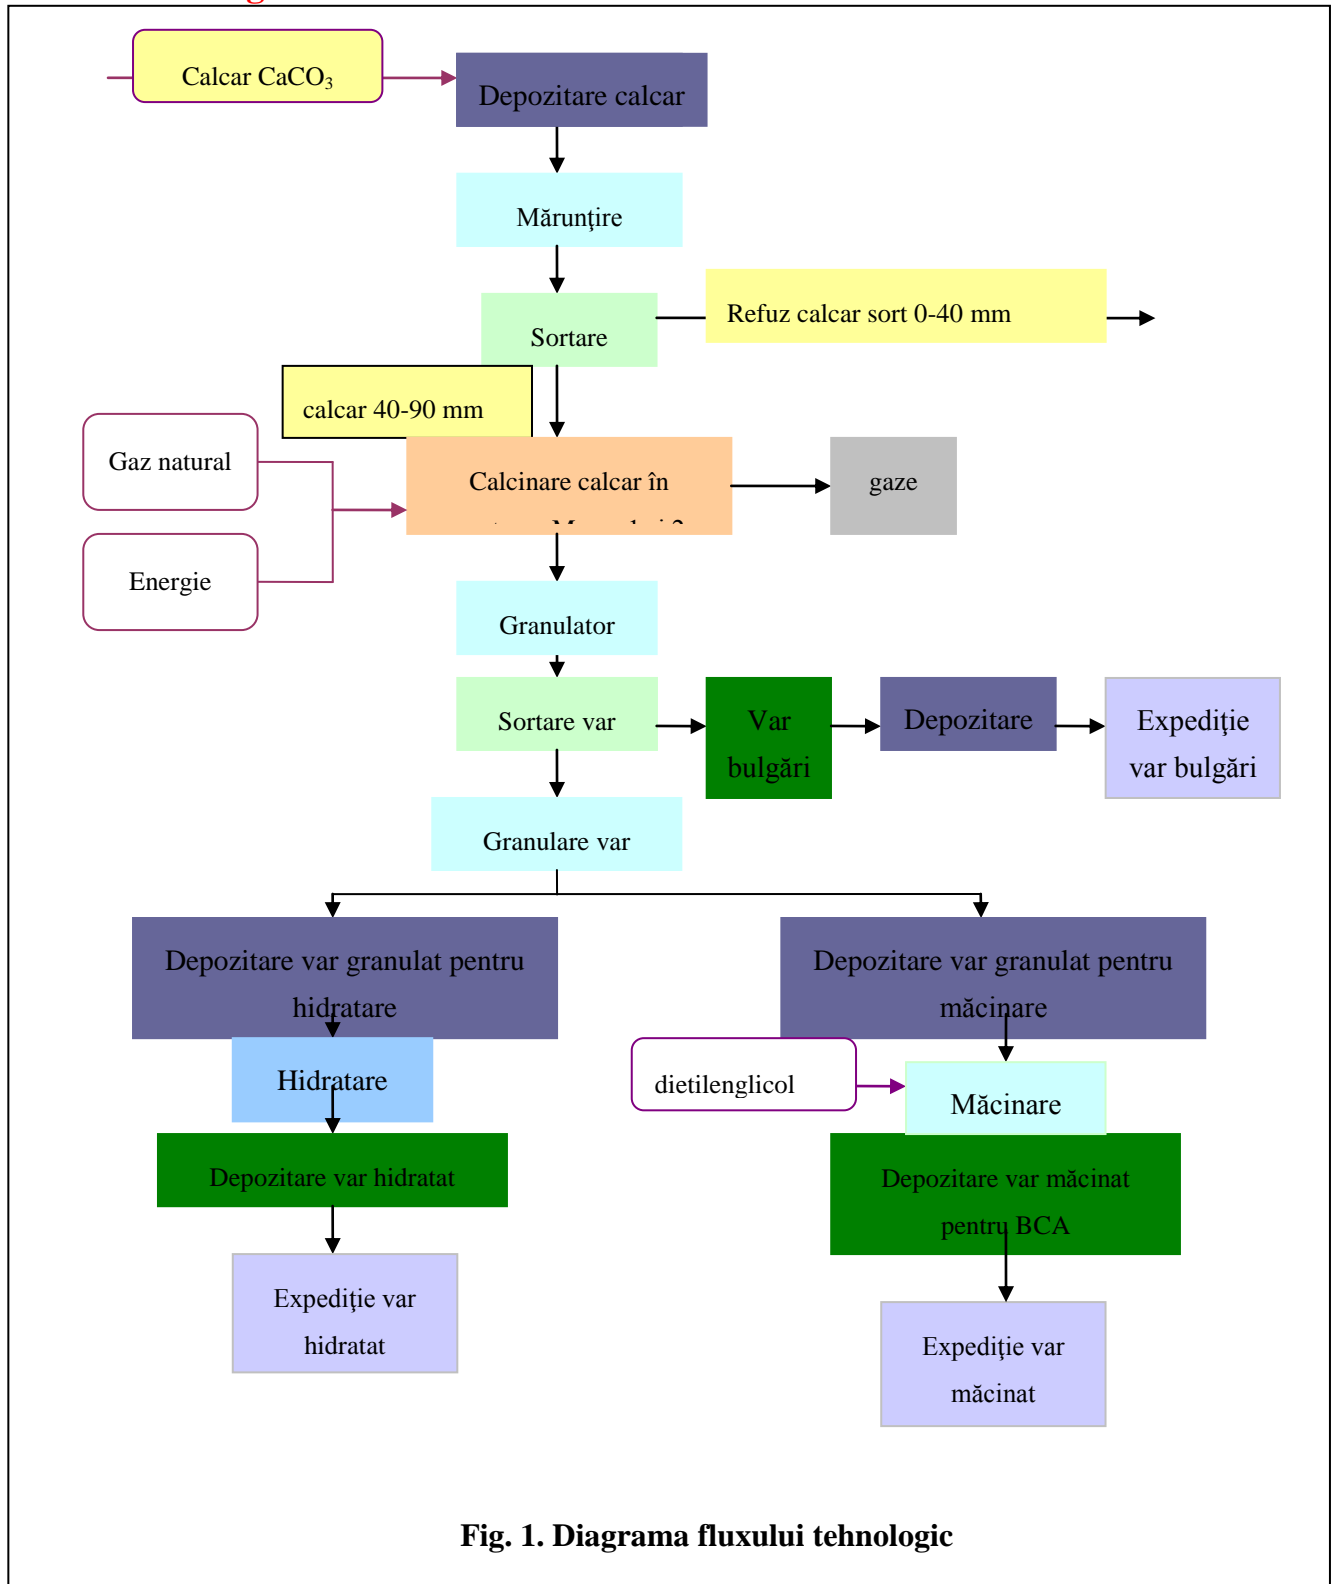 Calcar CaCO₃
Depozitare calcar
Mărunţire
Sortare
Refuz calcar sort 0-40 mm
calcar 40-90 mm
Gaz natural
Calcinare calcar în
gaze
Energie
Granulator
Sortare var
Var
bulgări
Depozitare
Expediţie
var bulgări
Granulare var
Depozitare var granulat pentru
hidratare
Depozitare var granulat pentru
măcinare
Hidratare
dietilenglicol
Măcinare
Depozitare var hidratat
Depozitare var măcinat
pentru BCA
Expediţie var
hidratat
Expediţie var
măcinat
Fig. 1. Diagrama fluxului tehnologic